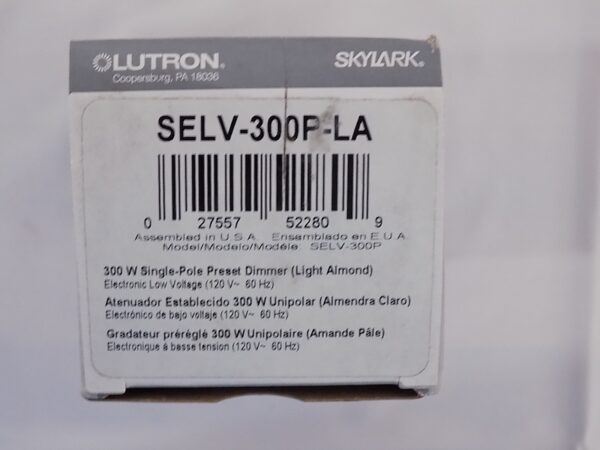 LUTRON®
Coopersburg, PA 18036
SKYLARK®
SELV-300P-LA
0 27557 52280 9
Assembled in U.S.A. Ensamblado en E.U.A.
Model/Modelo/Modèle SELV-300P
300 W Single-Pole Preset Dimmer (Light Almond)
Electronic Low Voltage (120 V~ 60 Hz)
Atenuador Establecido 300 W Unipolar (Almendra Claro)
Electrónico de bajo voltaje (120 V~ 60 Hz)
Gradateur préréglé 300 W Unipolaire (Amande Pâle)
Electronique à basse tension (120 V~ 60 Hz)